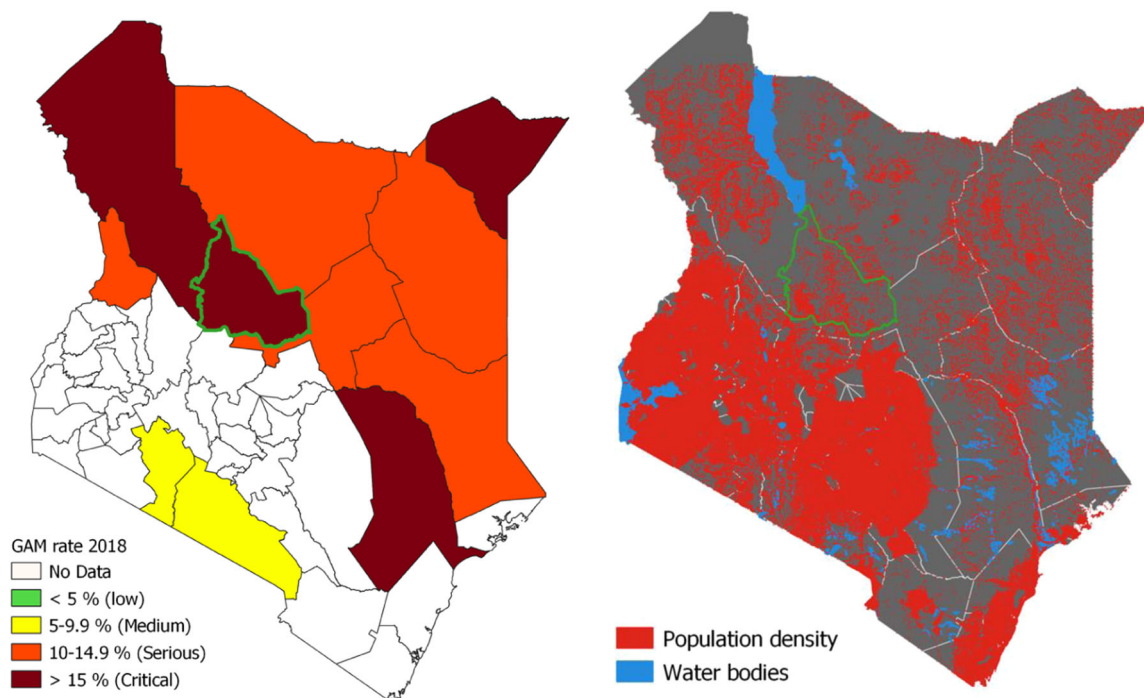 GAM rate 2018
No Data
< 5 % (low)
5-9.9 % (Medium)
10-14.9 % (Serious)
> 15 % (Critical)
Population density
Water bodies